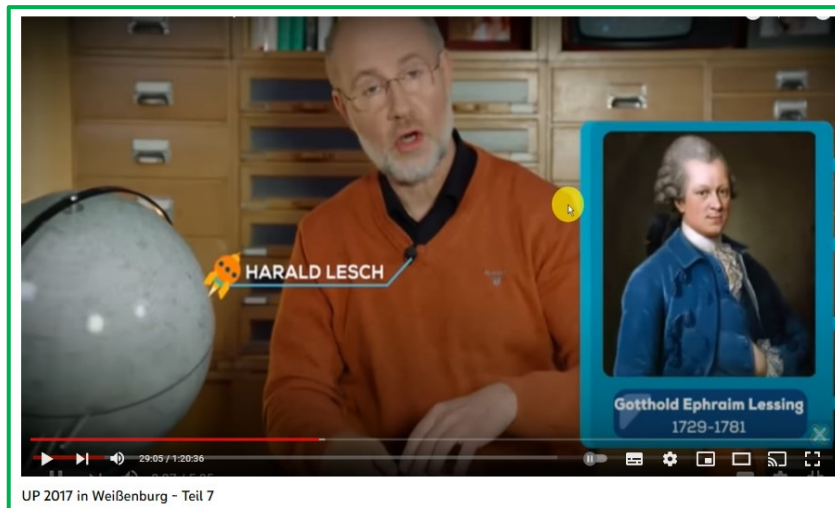 HARALD LESCH
Gotthold Ephraim Lessing
1729-1781
29:05 / 1:20:36
UP 2017 in Weißenburg - Teil 7